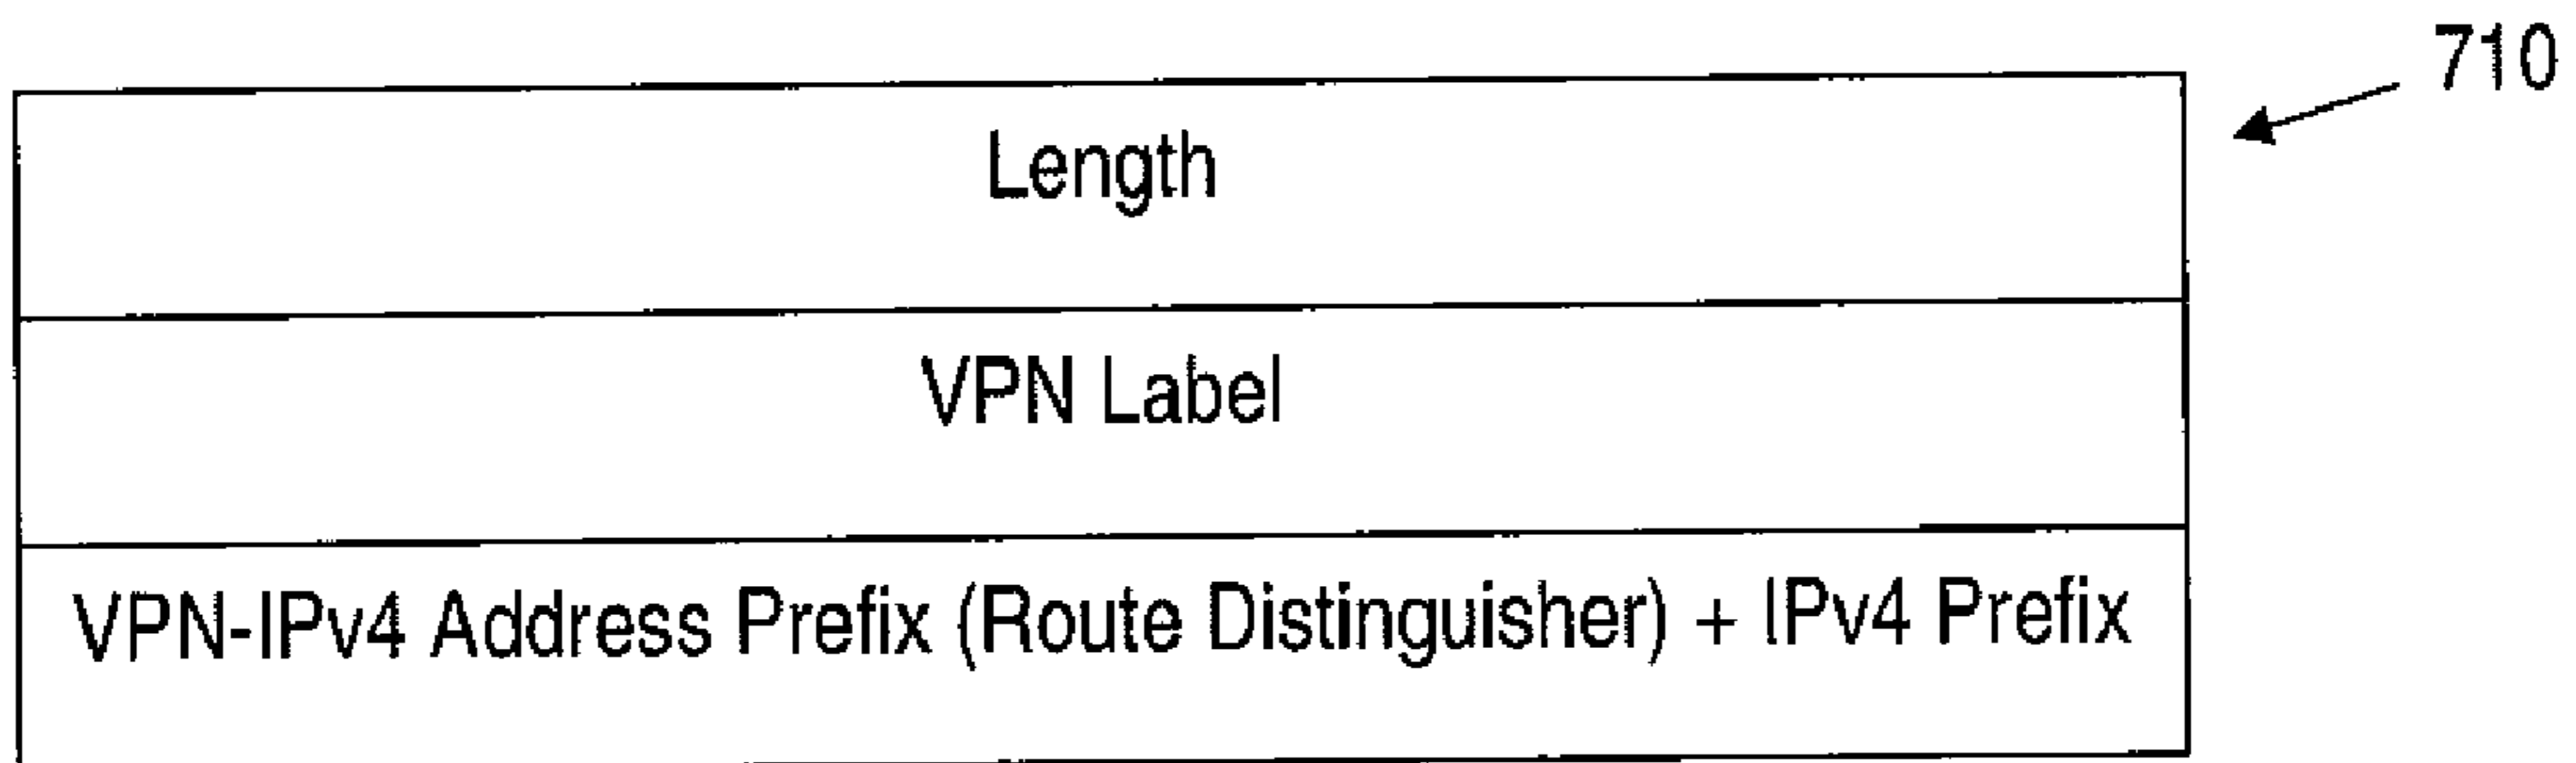 710
Length
VPN Label
VPN-IPv4 Address Prefix (Route Distinguisher) + IPv4 Prefix